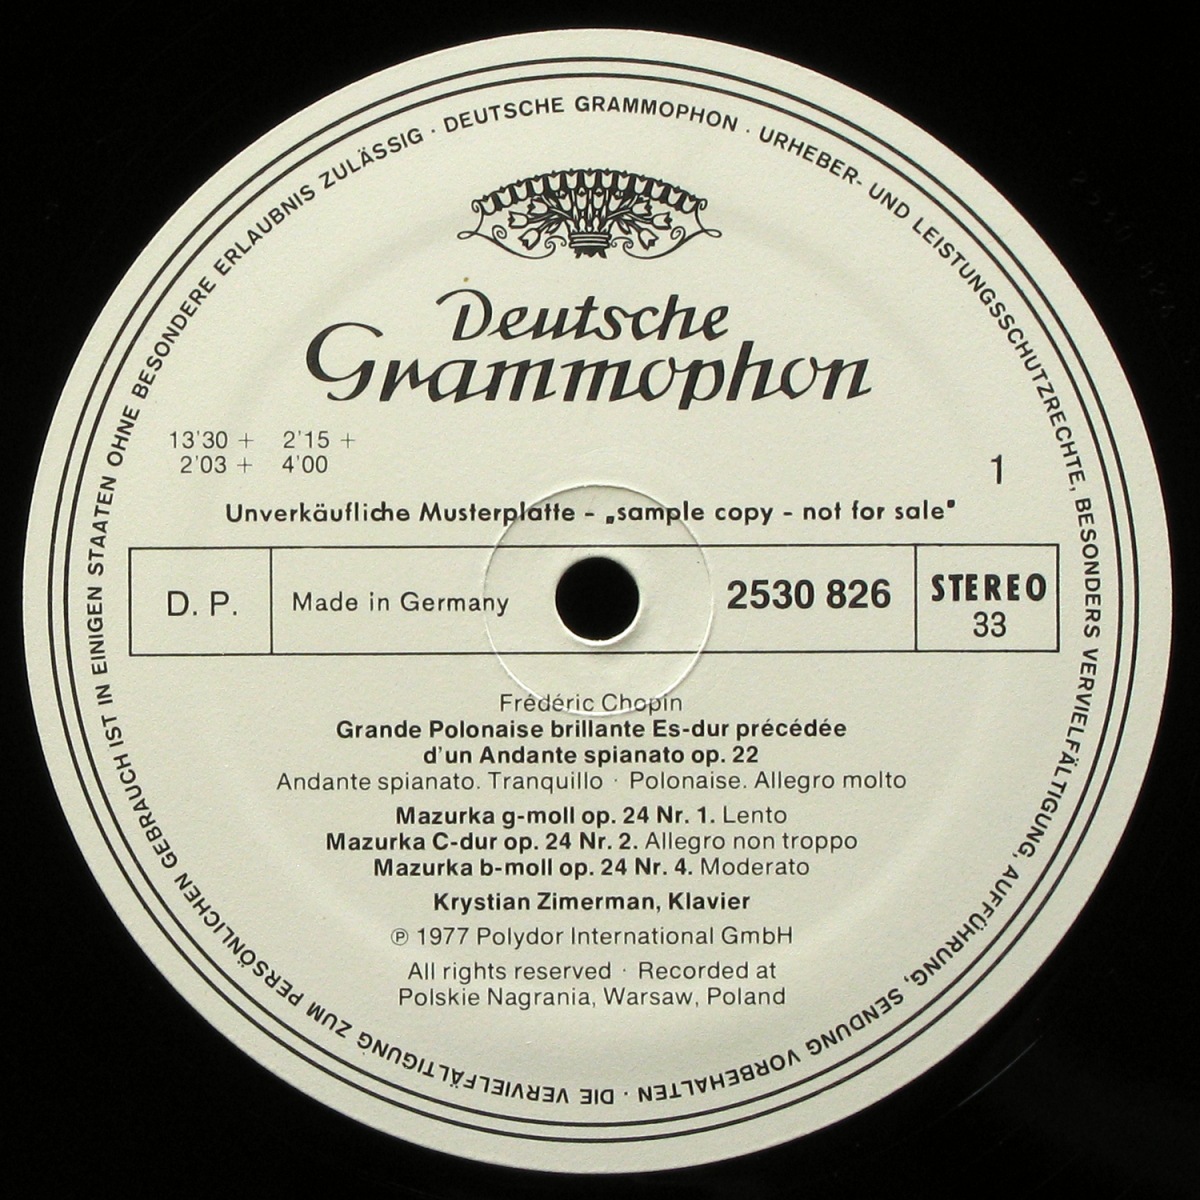 DEUTSCHE GRAMMOPHON · URHEBER- UND LEISTUNGSSCHUTZRECHTE, BESONDERS VERVIELFÄLTIGUNG, AUFFÜHRUNG, SENDUNG VORBEHALTEN · DIE VERVIELFÄLTIGUNG ZUM PERSÖNLICHEN GEBRAUCH IST IN EINIGEN STAATEN OHNE BESONDERE ERLAUBNIS ZULÄSSIG ·
Deutsche
Grammophon
13'30 + 2'15 +
2'03 + 4'00
1
Unverkäufliche Musterplatte - „sample copy - not for sale"
D. P. Made in Germany 2530 826 STEREO
33
Frédéric Chopin
Grande Polonaise brillante Es-dur précédée
d'un Andante spianato op. 22
Andante spianato. Tranquillo · Polonaise. Allegro molto
Mazurka g-moll op. 24 Nr. 1. Lento
Mazurka C-dur op. 24 Nr. 2. Allegro non troppo
Mazurka b-moll op. 24 Nr. 4. Moderato
Krystian Zimerman, Klavier
℗ 1977 Polydor International GmbH
All rights reserved · Recorded at
Polskie Nagrania, Warsaw, Poland